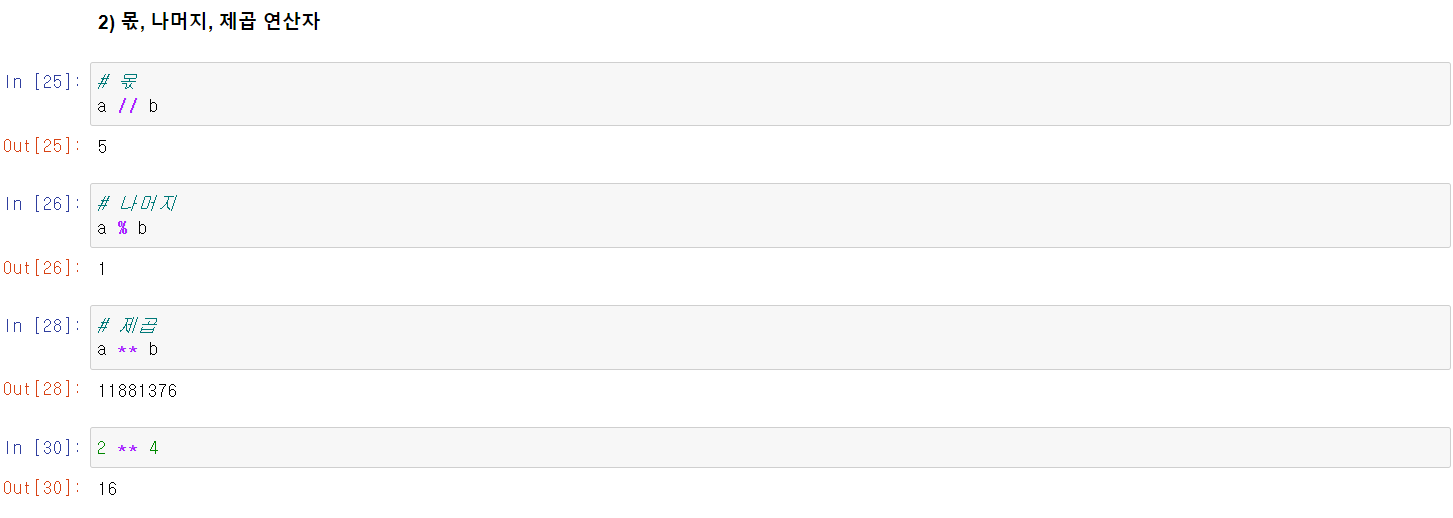 2) 몫, 나머지, 제곱 연산자
In [25]: # 몫
a // b
Out[25]: 5
In [26]: # 나머지
a % b
Out[26]: 1
In [28]: # 제곱
a ** b
Out[28]: 11881376
In [30]: 2 ** 4
Out[30]: 16